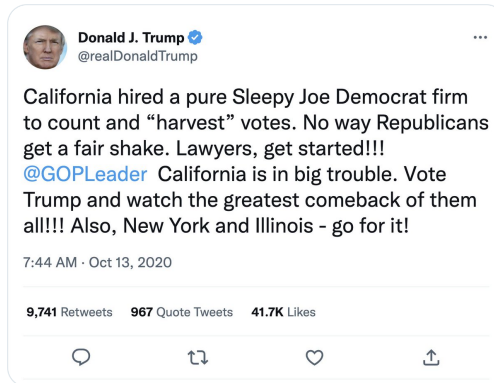 Donald J. Trump
@realDonaldTrump
California hired a pure Sleepy Joe Democrat firm
to count and “harvest” votes. No way Republicans
get a fair shake. Lawyers, get started!!!
@GOPLeader California is in big trouble. Vote
Trump and watch the greatest comeback of them
all!!! Also, New York and Illinois - go for it!
7:44 AM · Oct 13, 2020
9,741 Retweets 967 Quote Tweets 41.7K Likes